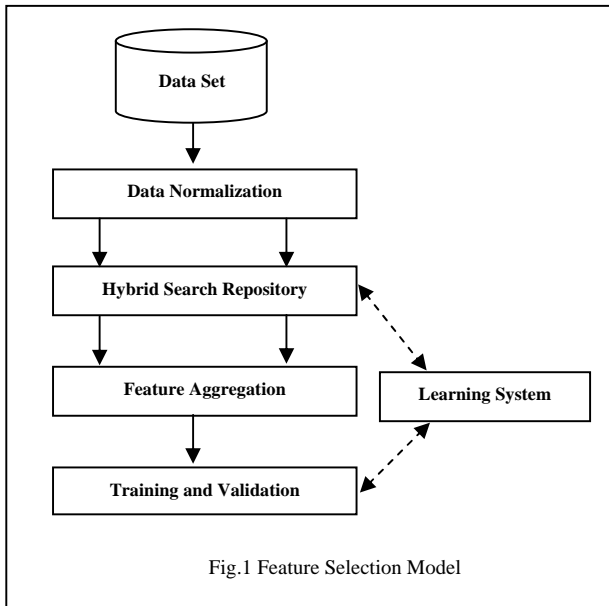 Data Set
Data Normalization
Hybrid Search Repository
Feature Aggregation
Learning System
Training and Validation
Fig.1 Feature Selection Model